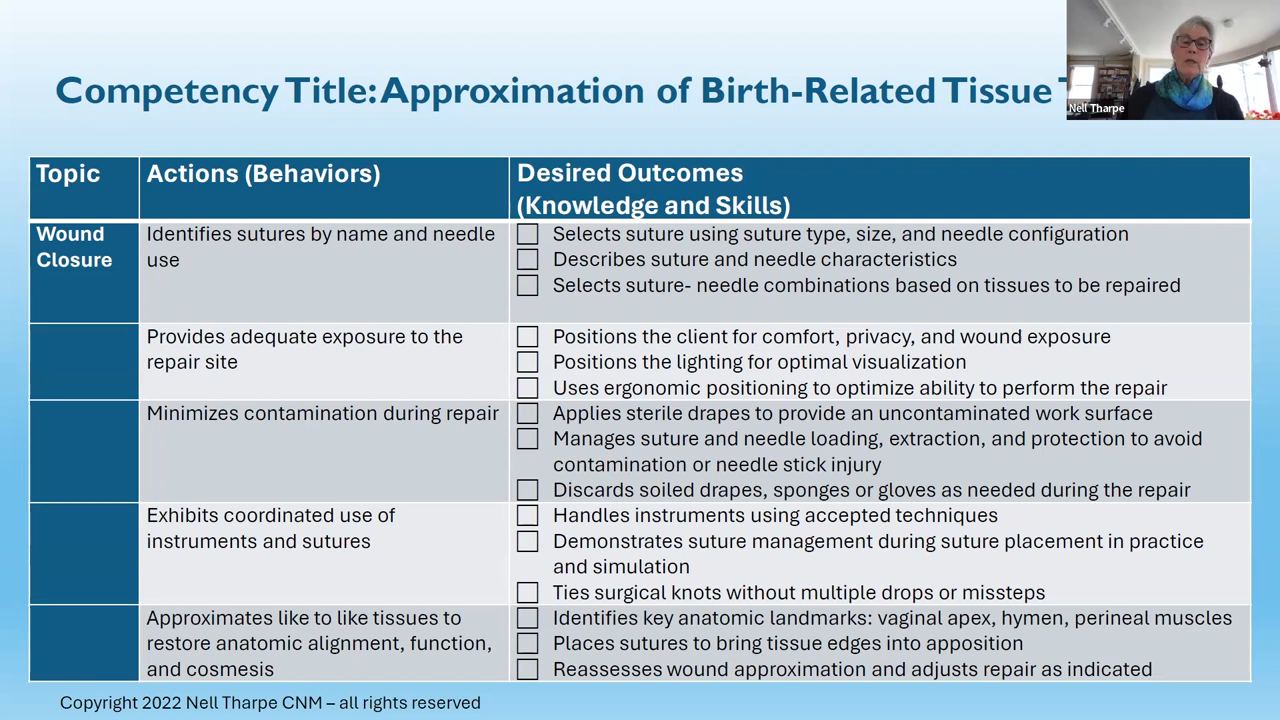 Competency Title: Approximation of Birth-Related Tissue
Nell Tharpe
Topic
Actions (Behaviors)
Desired Outcomes
(Knowledge and Skills)
Wound
Closure
Identifies sutures by name and needle
use
Selects suture using suture type, size, and needle configuration
Describes suture and needle characteristics
Selects suture- needle combinations based on tissues to be repaired
Provides adequate exposure to the
repair site
Positions the client for comfort, privacy, and wound exposure
Positions the lighting for optimal visualization
Uses ergonomic positioning to optimize ability to perform the repair
Minimizes contamination during repair
Applies sterile drapes to provide an uncontaminated work surface
Manages suture and needle loading, extraction, and protection to avoid
contamination or needle stick injury
Discards soiled drapes, sponges or gloves as needed during the repair
Exhibits coordinated use of
instruments and sutures
Handles instruments using accepted techniques
Demonstrates suture management during suture placement in practice
and simulation
Ties surgical knots without multiple drops or missteps
Approximates like to like tissues to
restore anatomic alignment, function,
and cosmesis
Identifies key anatomic landmarks: vaginal apex, hymen, perineal muscles
Places sutures to bring tissue edges into apposition
Reassesses wound approximation and adjusts repair as indicated
Copyright 2022 Nell Tharpe CNM – all rights reserved